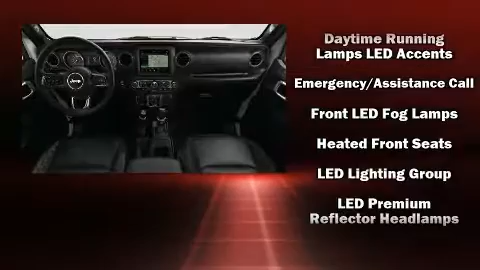 Jeep
Daytime Running
Lamps LED Accents
Emergency/Assistance Call
Front LED Fog Lamps
Heated Front Seats
LED Lighting Group
LED Premium
Reflector Headlamps